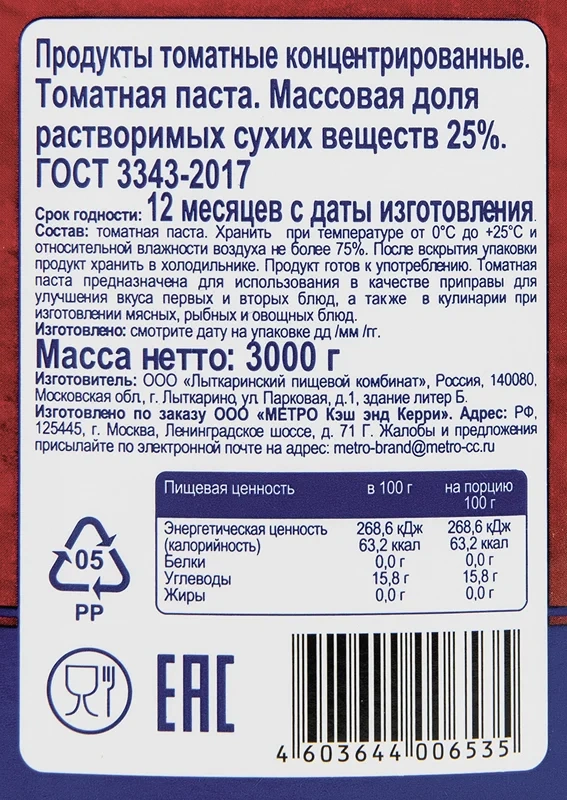 Продукты томатные концентрированные.
Томатная паста. Массовая доля
растворимых сухих веществ 25%.
ГОСТ 3343-2017
Срок годности: 12 месяцев с даты изготовления.
Состав: томатная паста. Хранить при температуре от 0°С до +25°С и
относительной влажности воздуха не более 75%. После вскрытия упаковки
продукт хранить в холодильнике. Продукт готов к употреблению. Томатная
паста предназначена для использования в качестве приправы для
улучшения вкуса первых и вторых блюд, а также в кулинарии при
изготовлении мясных, рыбных и овощных блюд.
Изготовлено: смотрите дату на упаковке дд /мм /гг.
Масса нетто: 3000 г
Изготовитель: ООО «Лыткаринский пищевой комбинат», Россия, 140080,
Московская обл., г. Лыткарино, ул. Парковая, д.1, здание литер Б.
Изготовлено по заказу ООО «МЕТРО Кэш энд Керри». Адрес: РФ,
125445, г. Москва, Ленинградское шоссе, д. 71 Г. Жалобы и предложения
присылайте по электронной почте на адрес: metro-brand@metro-cc.ru
Пищевая ценность в 100 г на порцию 100 г
Энергетическая ценность 268,6 кДж 268,6 кДж
(калорийность) 63,2 ккал 63,2 ккал
Белки 0,0 г 0,0 г
Углеводы 15,8 г 15,8 г
Жиры 0,0 г 0,0 г
05
PP
EAC
4 603644 006535